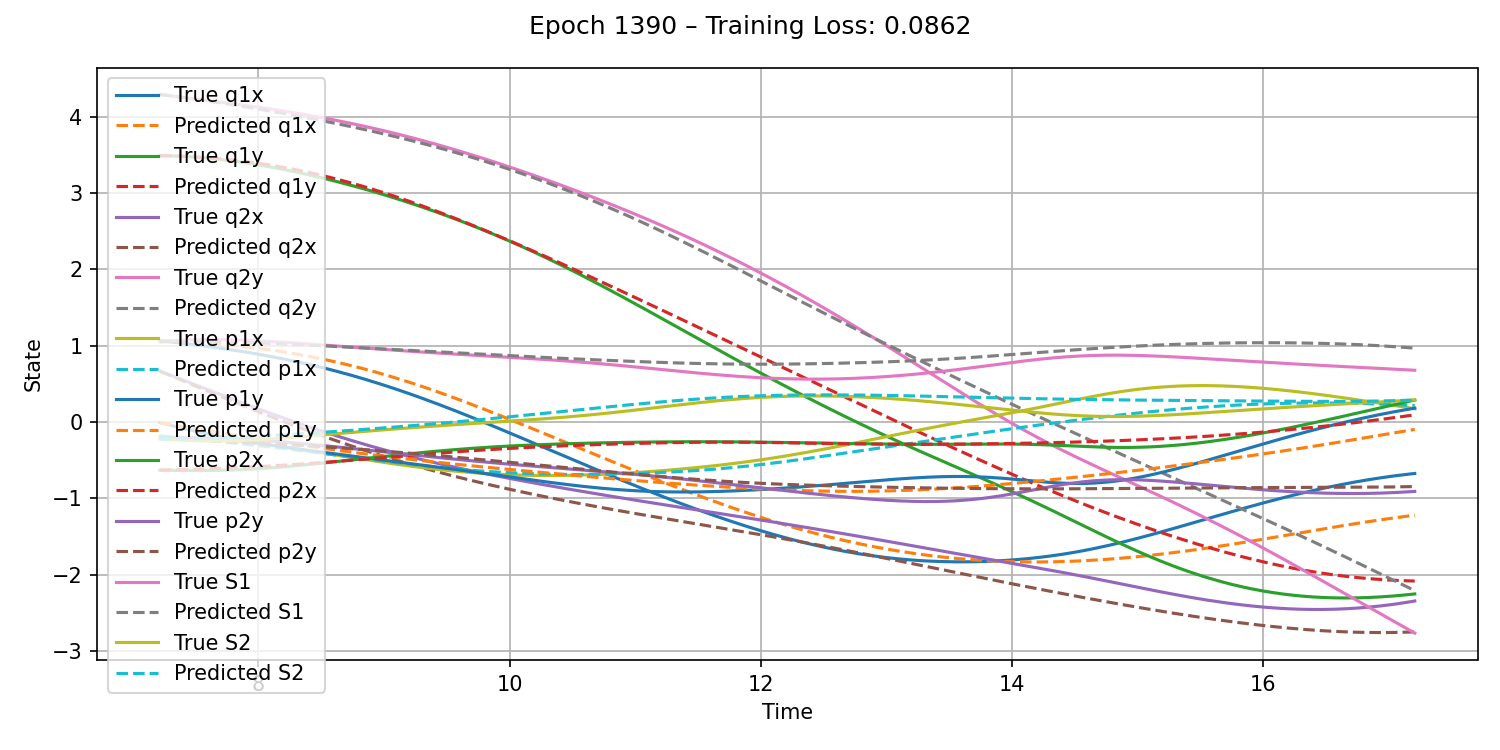 Epoch 1390 – Training Loss: 0.0862
True q1x
Predicted q1x
True q1y
Predicted q1y
True q2x
Predicted q2x
True q2y
Predicted q2y
True p1x
Predicted p1x
True p1y
Predicted p1y
True p2x
Predicted p2x
True p2y
Predicted p2y
True S1
Predicted S1
True S2
Predicted S2
4
3
2
1
0
−1
−2
−3
State
8
10
12
14
16
Time